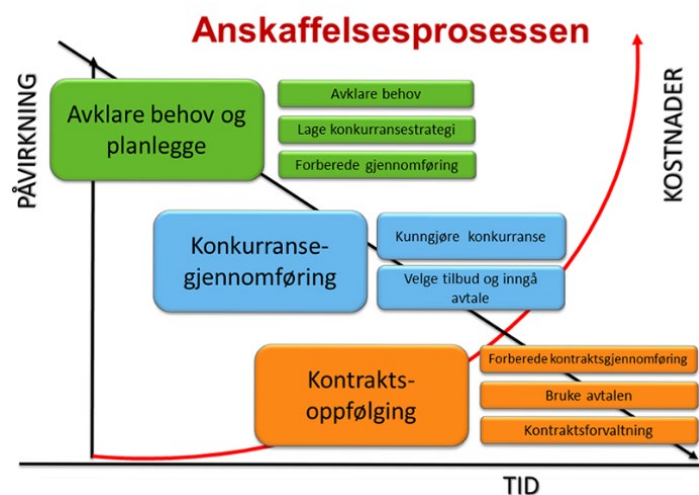 Anskaffelsesprosessen
PÅVIRKNING
KOSTNADER
Avklare behov og
planlegge
Avklare behov
Lage konkurransestrategi
Forberede gjennomføring
Konkurranse-
gjennomføring
Kunngjøre konkurranse
Velge tilbud og inngå
avtale
Kontrakts-
oppfølging
Forberede kontraktsgjennomføring
Bruke avtalen
Kontraktsforvaltning
TID